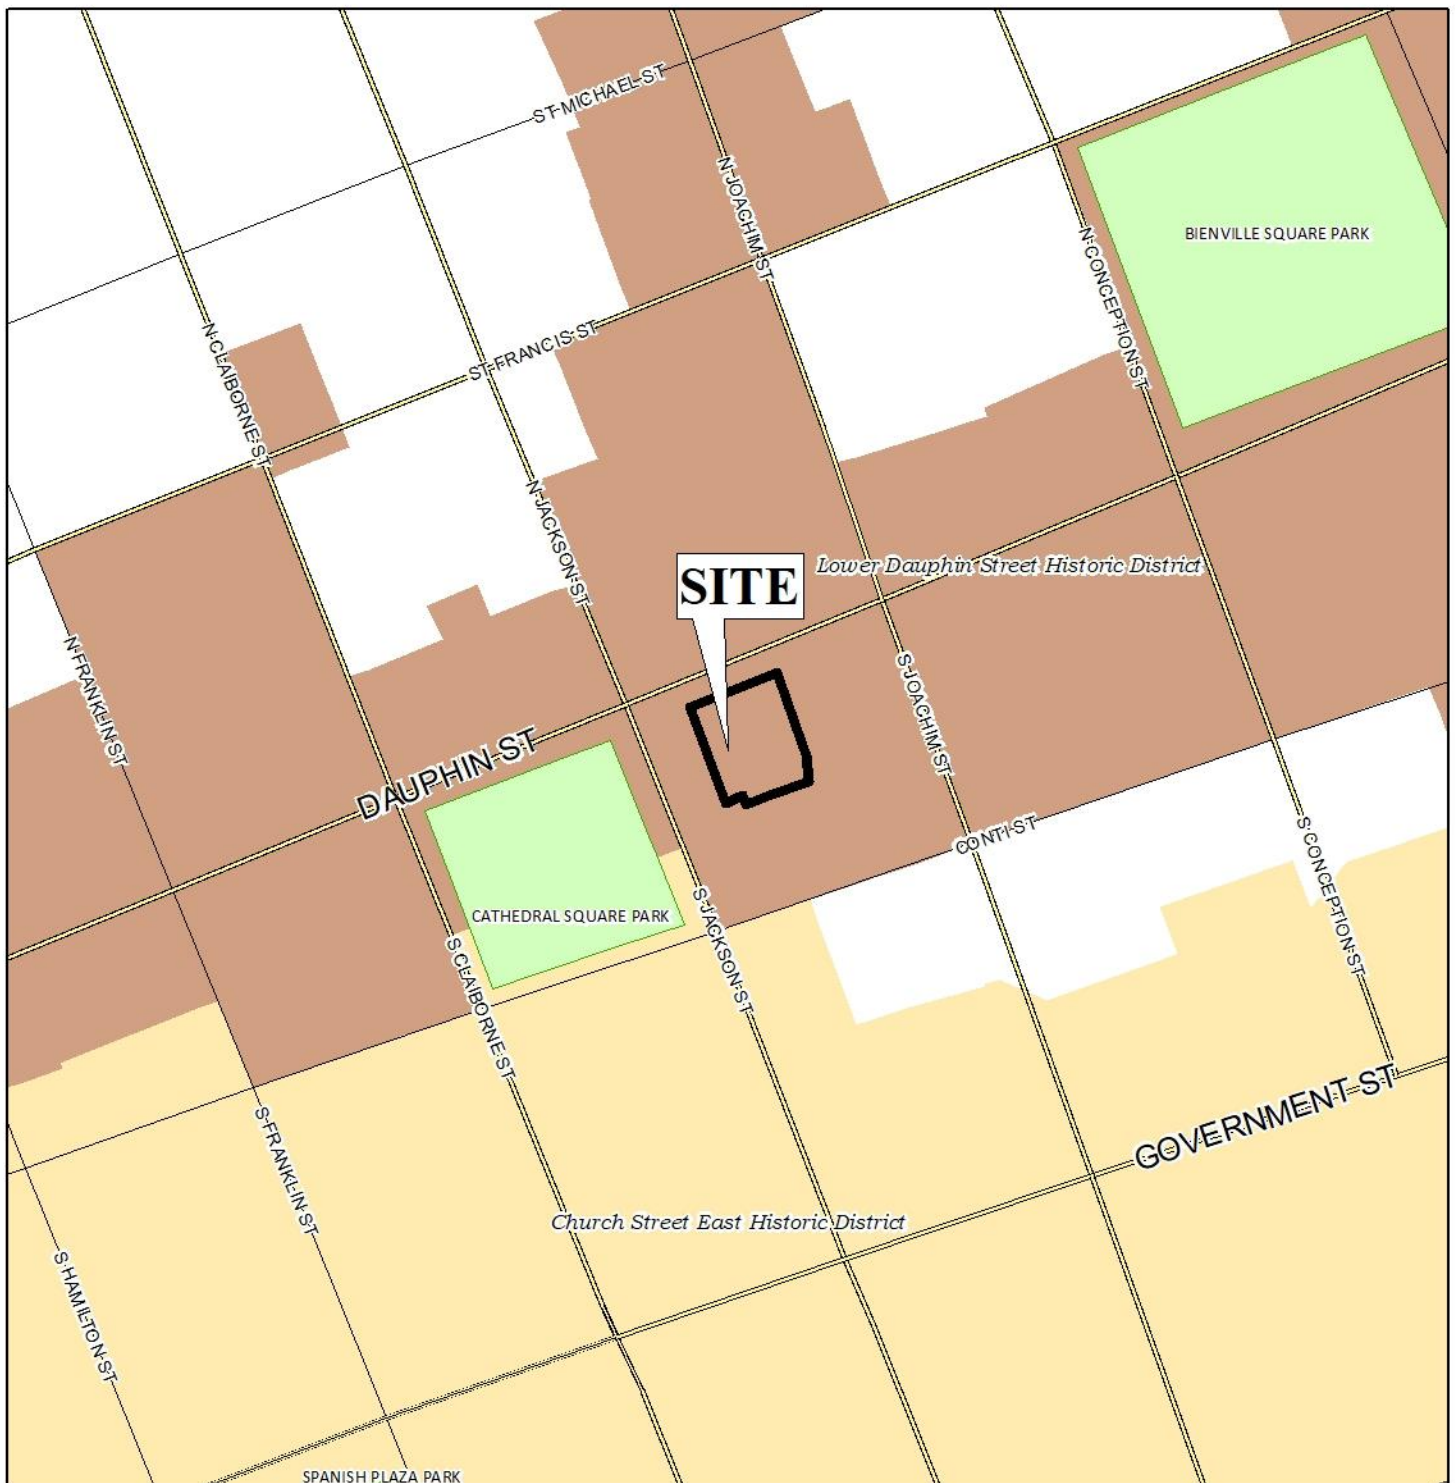 ST MICHAEL ST
N JOACHIM ST
BIENVILLE SQUARE PARK
N CONCEPTION ST
ST FRANCIS ST
N CLAIBORNE ST
N JACKSON ST
SITE
Lower Dauphin Street Historic District
N FRANKLIN ST
S JOACHIM ST
DAUPHIN ST
CONTI ST
S CONCEPTION ST
CATHEDRAL SQUARE PARK
S JACKSON ST
S CLAIBORNE ST
GOVERNMENT ST
S FRANKLIN ST
Church Street East Historic District
S HAMILTON ST
SPANISH PLAZA PARK